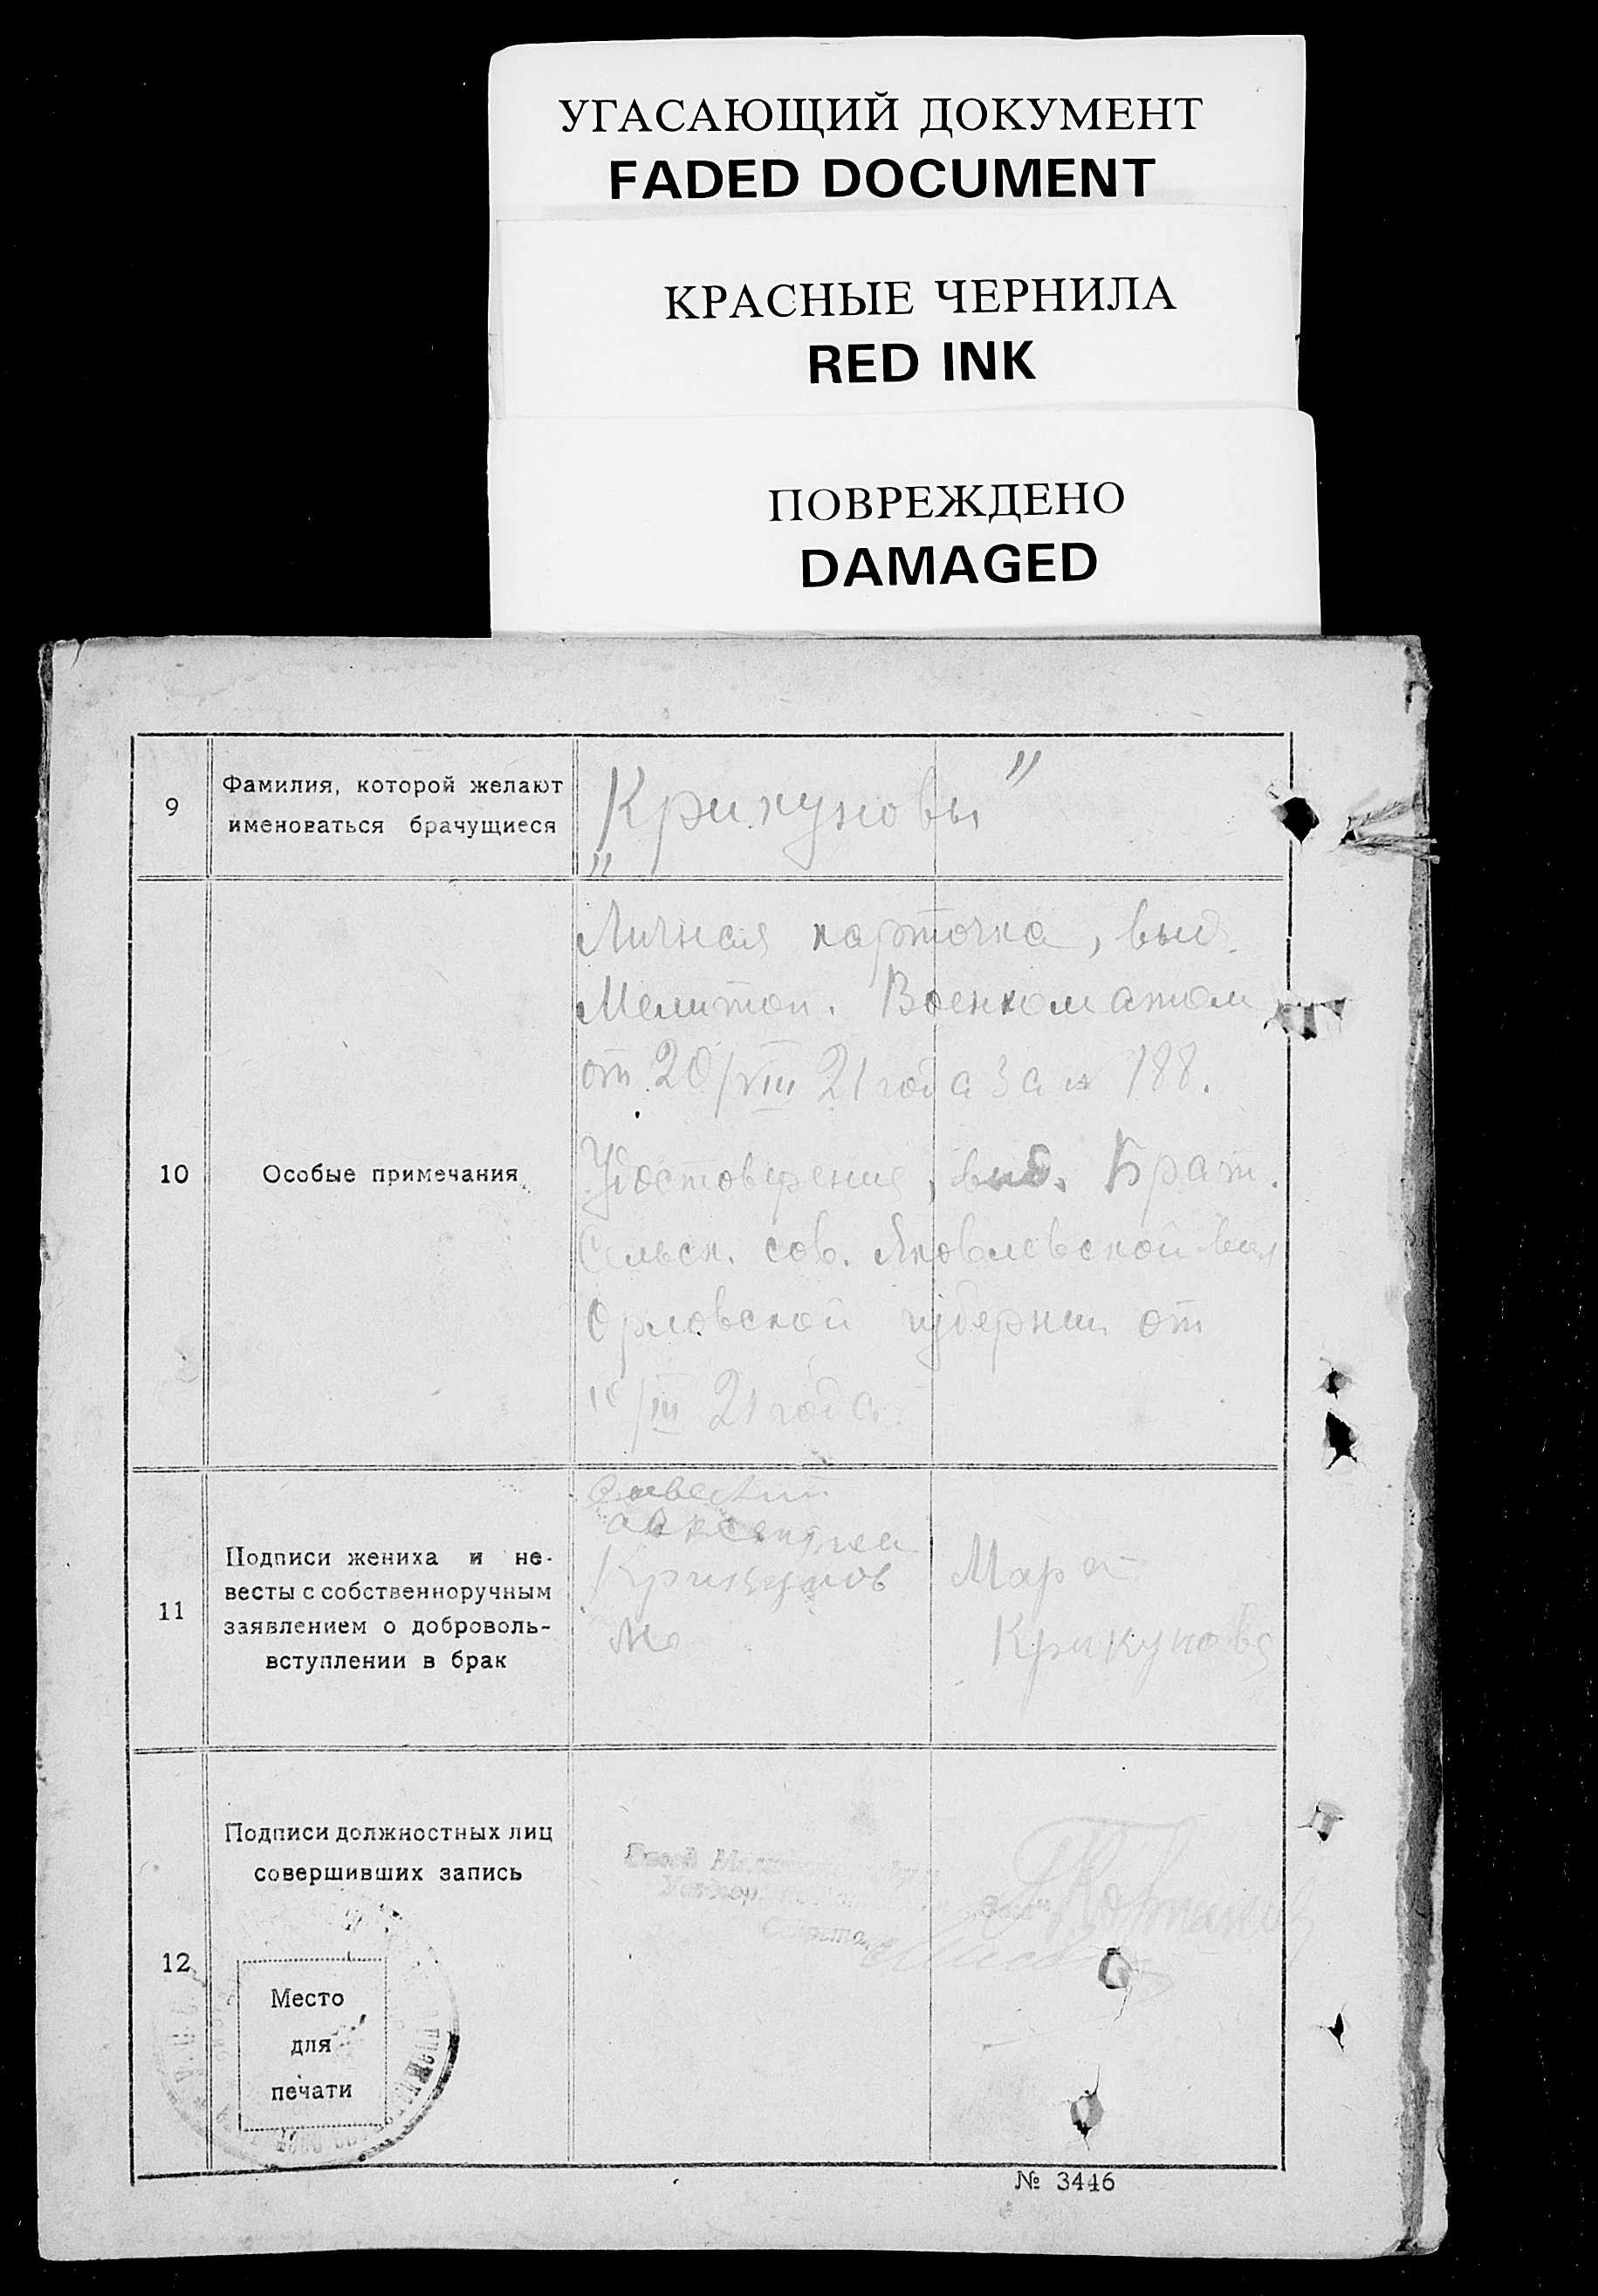 УГАСАЮЩИЙ ДОКУМЕНТ
FADED DOCUMENT
КРАСНЫЕ ЧЕРНИЛА
RED INK
ПОВРЕЖДЕНО
DAMAGED
9
Фамилия, которой желают
именоваться брачущиеся
„Крикуновы"
10
Особые примечания
Личная карточка, выд.
Мелитоп. Военкоматом
от 20/VIII 21 года за № 188.
Удостоверение, выд. Брат.
Сельск. сов. Яковлевской вол
Орловской губернии от
/III 21 года.
11
Подписи жениха и не-
весты с собственноручным
заявлением о доброволь-
вступлении в брак
Крикунов
Мара
Крикунова
12
Подписи должностных лиц
совершивших запись
Место
для
печати
№ 3446